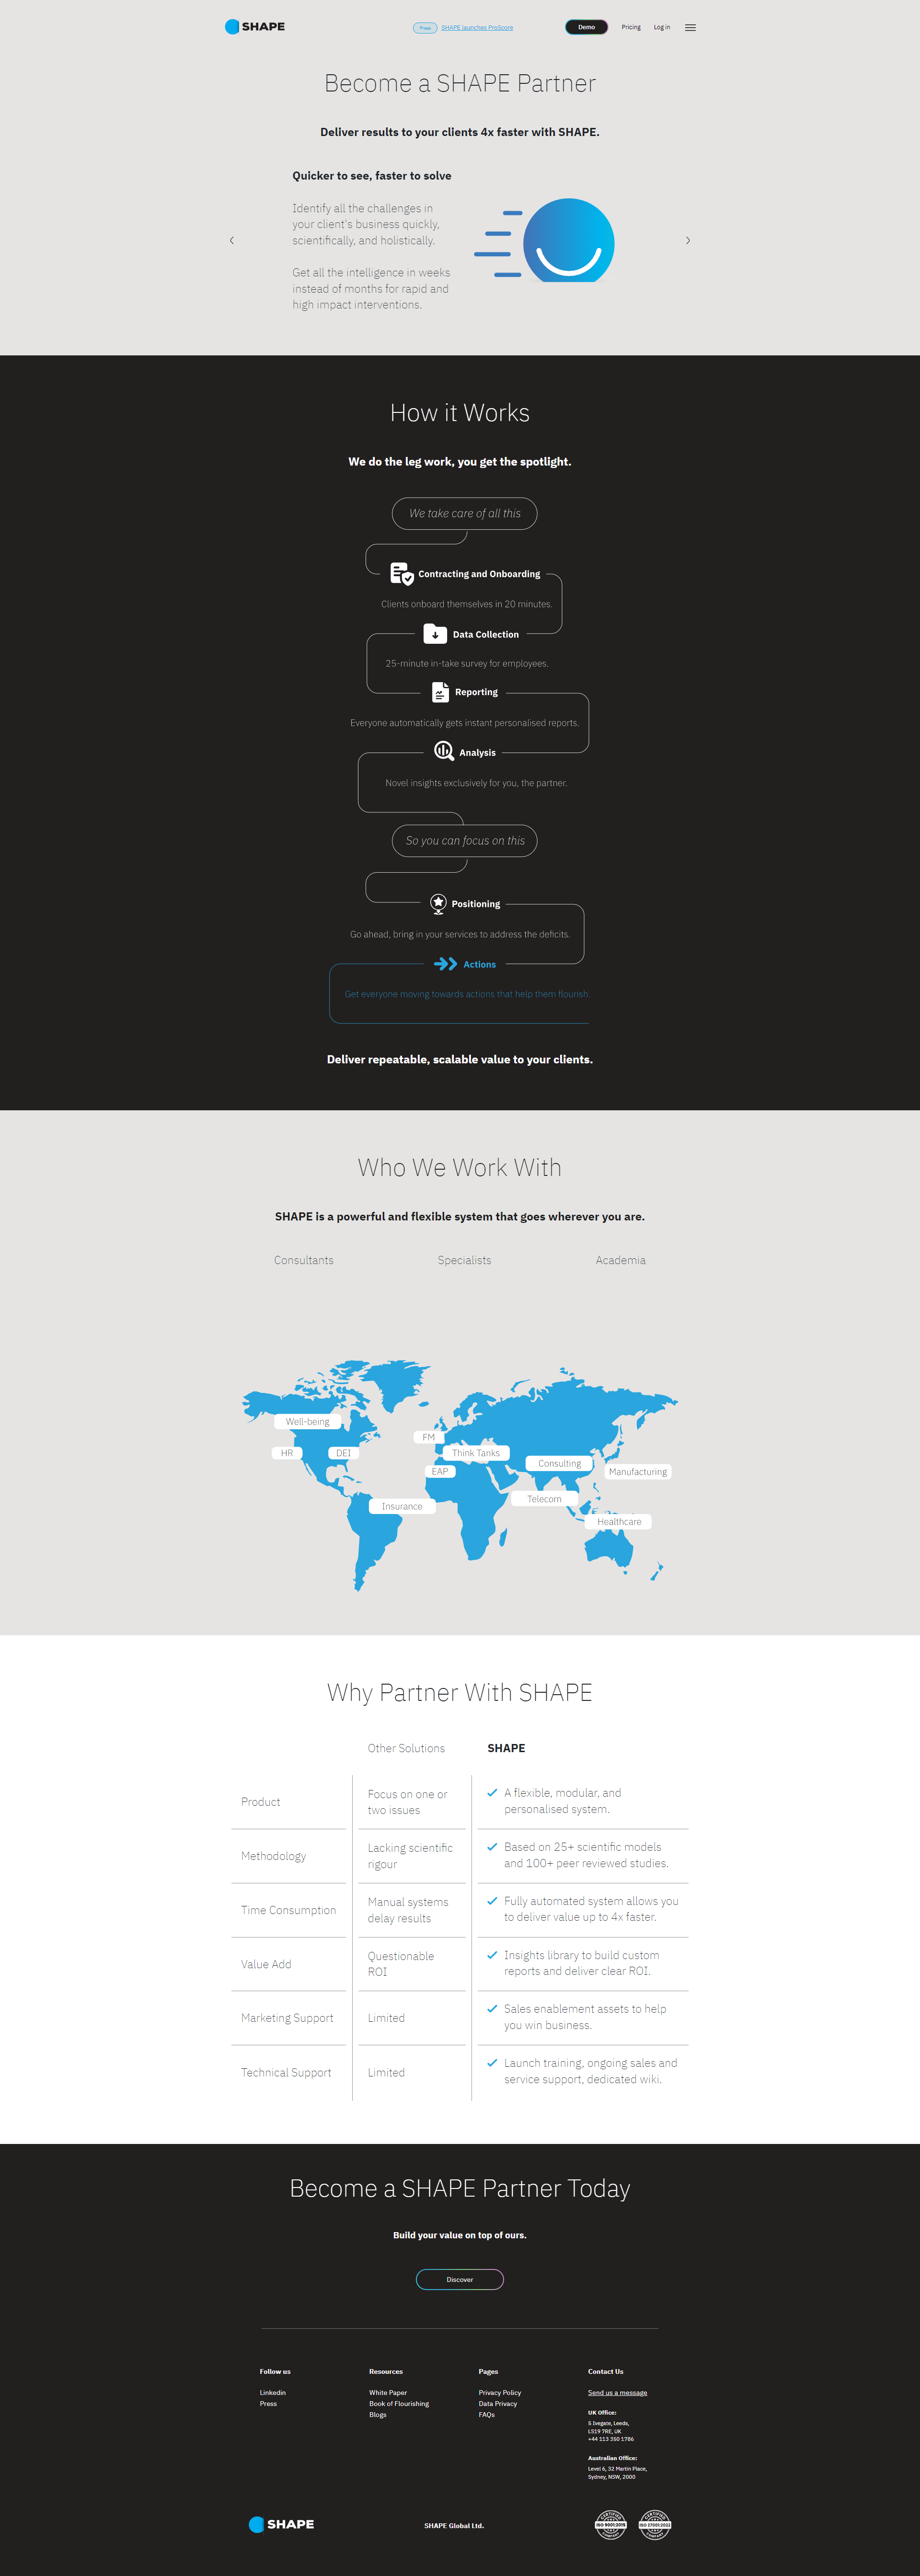 SHAPE
Press
SHAPE launches ProScore
Demo
Pricing
Log in
Become a SHAPE Partner
Deliver results to your clients 4x faster with SHAPE.
Quicker to see, faster to solve
Identify all the challenges in
your client's business quickly,
scientifically, and holistically.
Get all the intelligence in weeks
instead of months for rapid and
high impact interventions.
How it Works
We do the leg work, you get the spotlight.
We take care of all this
Contracting and Onboarding
Clients onboard themselves in 20 minutes.
Data Collection
25-minute in-take survey for employees.
Reporting
Everyone automatically gets instant personalised reports.
Analysis
Novel insights exclusively for you, the partner.
So you can focus on this
Positioning
Go ahead, bring in your services to address the deficits.
Actions
Get everyone moving towards actions that help them flourish.
Deliver repeatable, scalable value to your clients.
Who We Work With
SHAPE is a powerful and flexible system that goes wherever you are.
Consultants
Specialists
Academia
Well-being
FM
HR
DEI
Think Tanks
Consulting
EAP
Manufacturing
Telecom
Insurance
Healthcare
Why Partner With SHAPE
Other Solutions
SHAPE
Product
Focus on one or
two issues
A flexible, modular, and
personalised system.
Methodology
Lacking scientific
rigour
Based on 25+ scientific models
and 100+ peer reviewed studies.
Time Consumption
Manual systems
delay results
Fully automated system allows you
to deliver value up to 4x faster.
Value Add
Questionable
ROI
Insights library to build custom
reports and deliver clear ROI.
Marketing Support
Limited
Sales enablement assets to help
you win business.
Technical Support
Limited
Launch training, ongoing sales and
service support, dedicated wiki.
Become a SHAPE Partner Today
Build your value on top of ours.
Discover
Follow us
Linkedin
Press
Resources
White Paper
Book of Flourishing
Blogs
Pages
Privacy Policy
Data Privacy
FAQs
Contact Us
Send us a message
UK Office:
5 Ivegate, Leeds,
LS19 7RE, UK
+44 113 350 1786
Australian Office:
Level 6, 32 Martin Place,
Sydney, NSW, 2000
SHAPE
SHAPE Global Ltd.
CERTIFIED
ISO 9001:2015
COMPANY
CERTIFIED
ISO 27001:2022
COMPANY